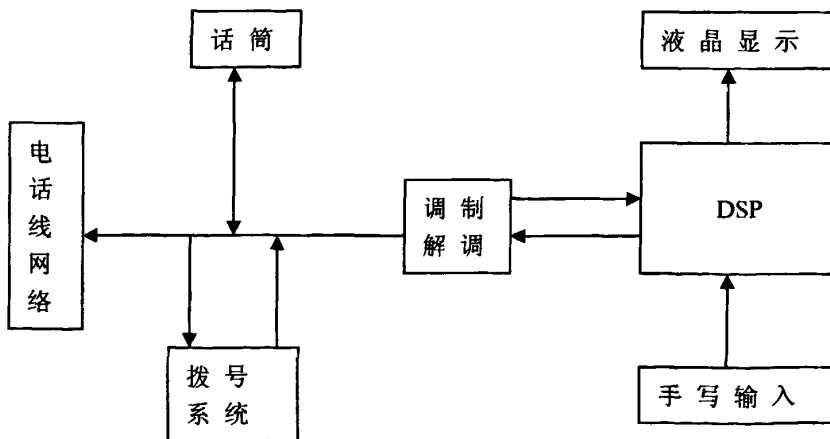 话筒
液晶显示
电话线网络
调制
解调
DSP
拨号
系统
手写输入